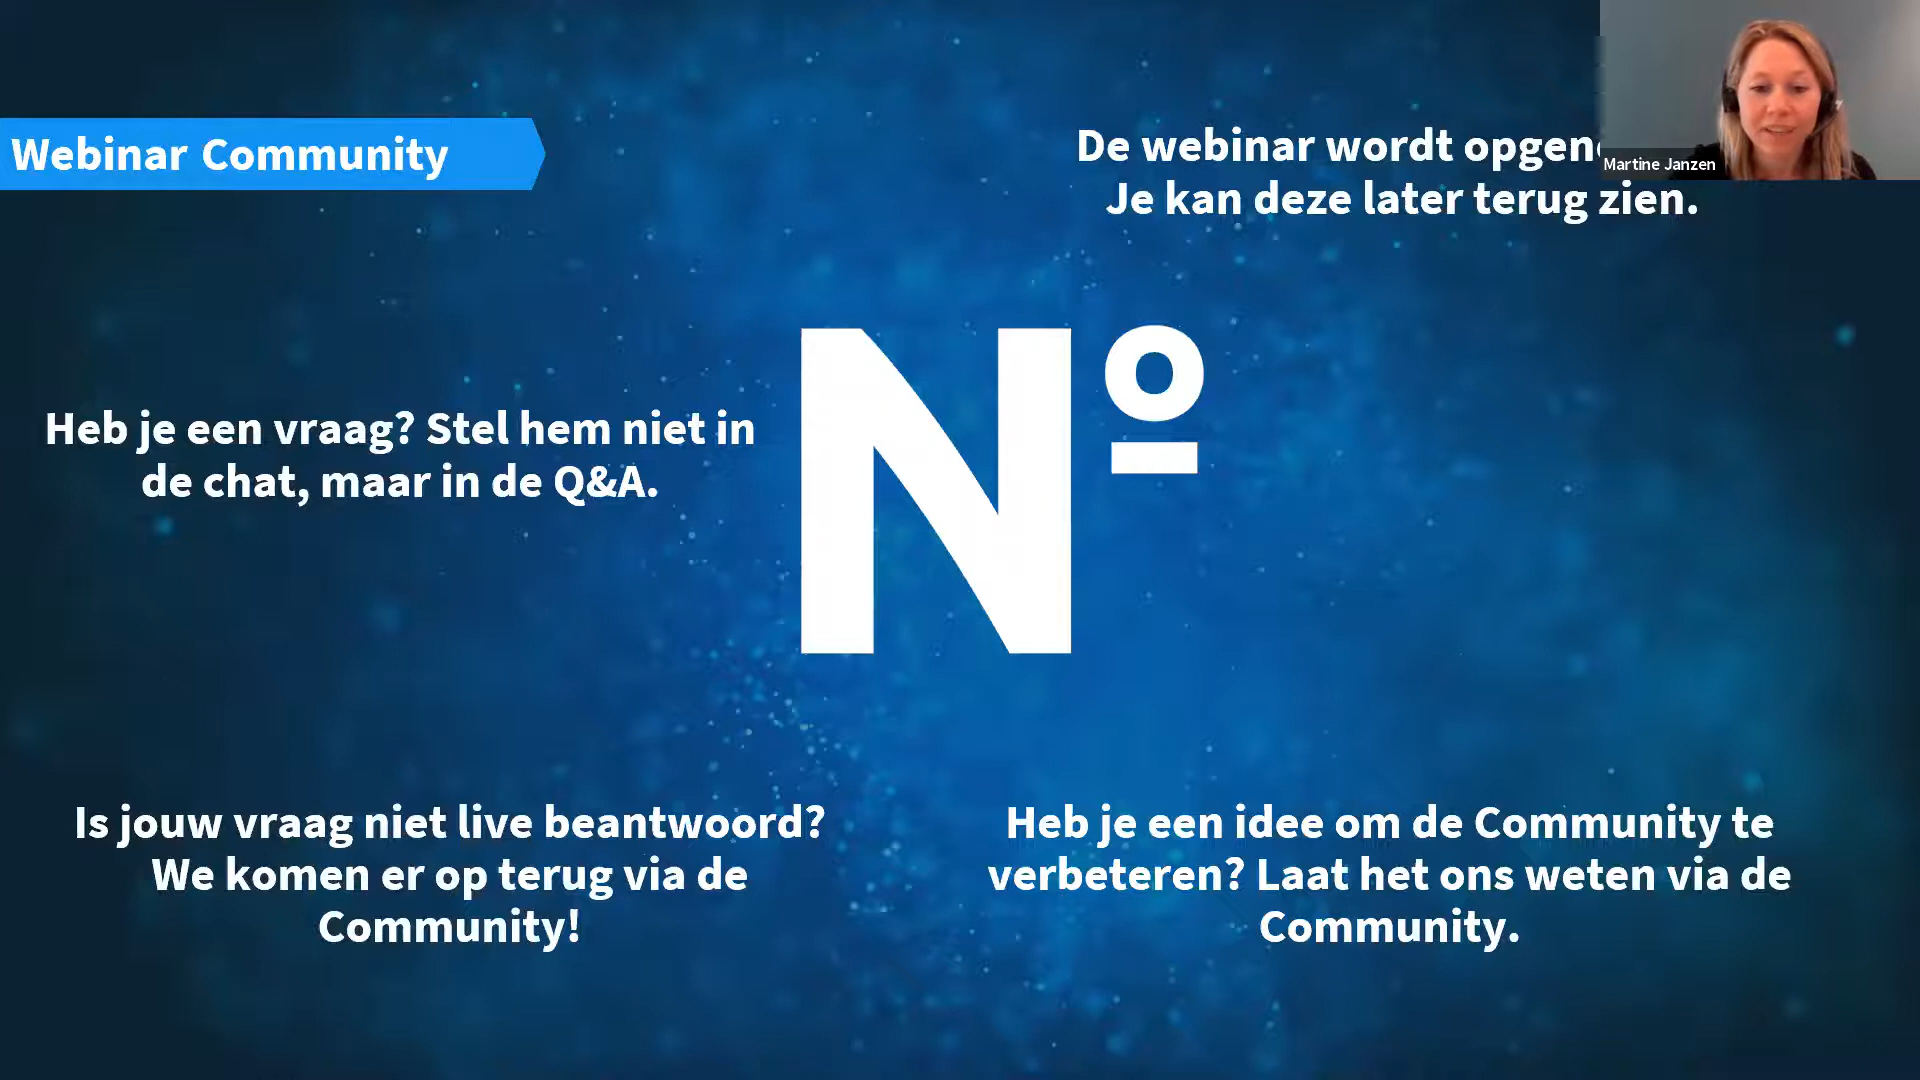 Webinar Community
De webinar wordt opgen
Je kan deze later terug zien.
Martine Janzen
Heb je een vraag? Stel hem niet in
de chat, maar in de Q&A.
Nº
Is jouw vraag niet live beantwoord?
We komen er op terug via de
Community!
Heb je een idee om de Community te
verbeteren? Laat het ons weten via de
Community.